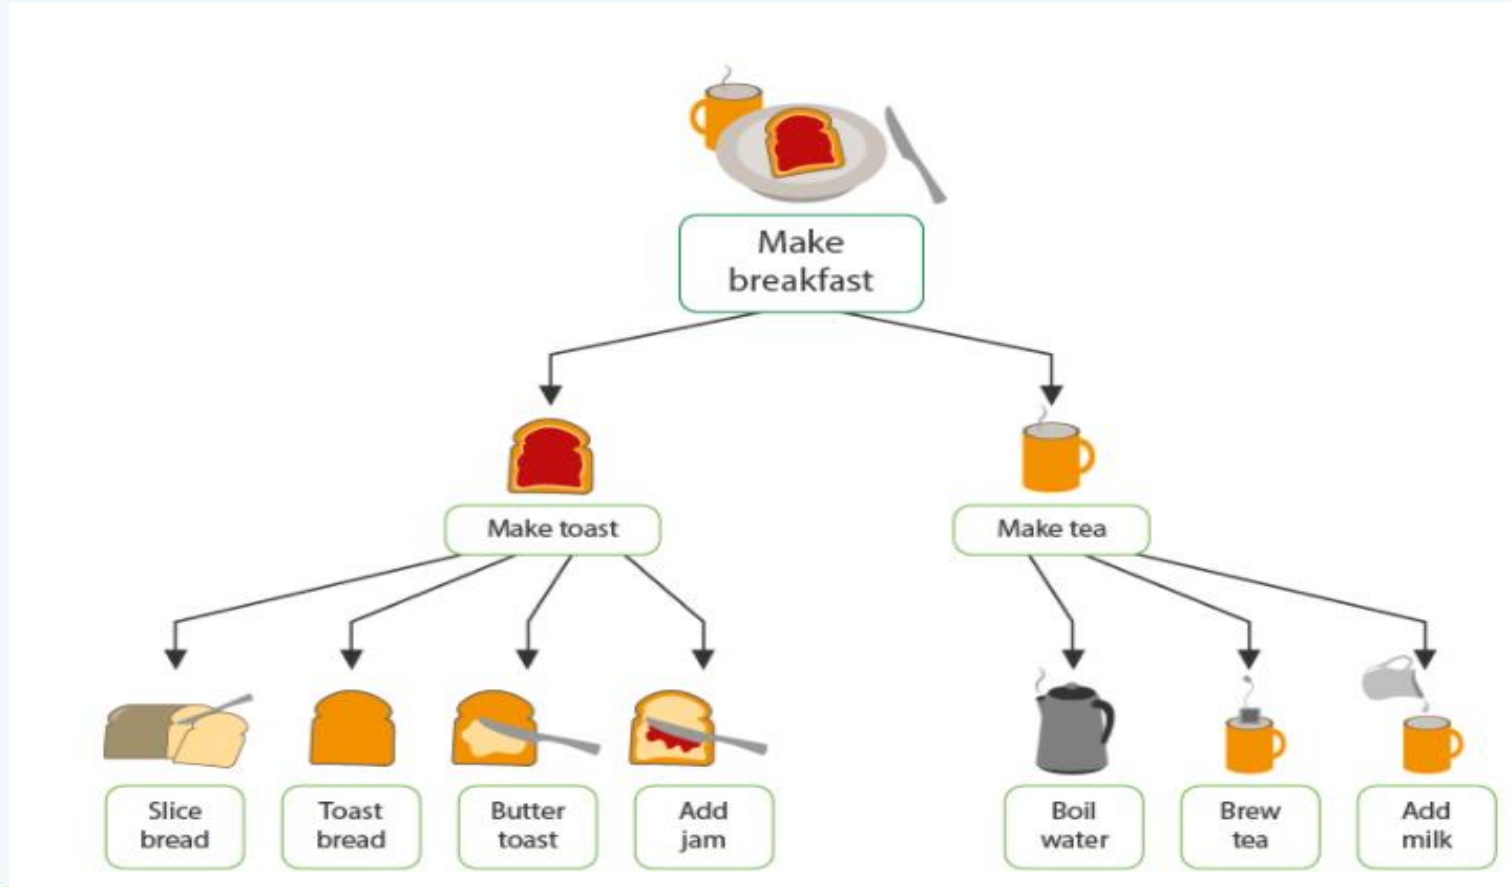 Make
breakfast
Make toast
Make tea
Slice
bread
Toast
bread
Butter
toast
Add
jam
Boil
water
Brew
tea
Add
milk